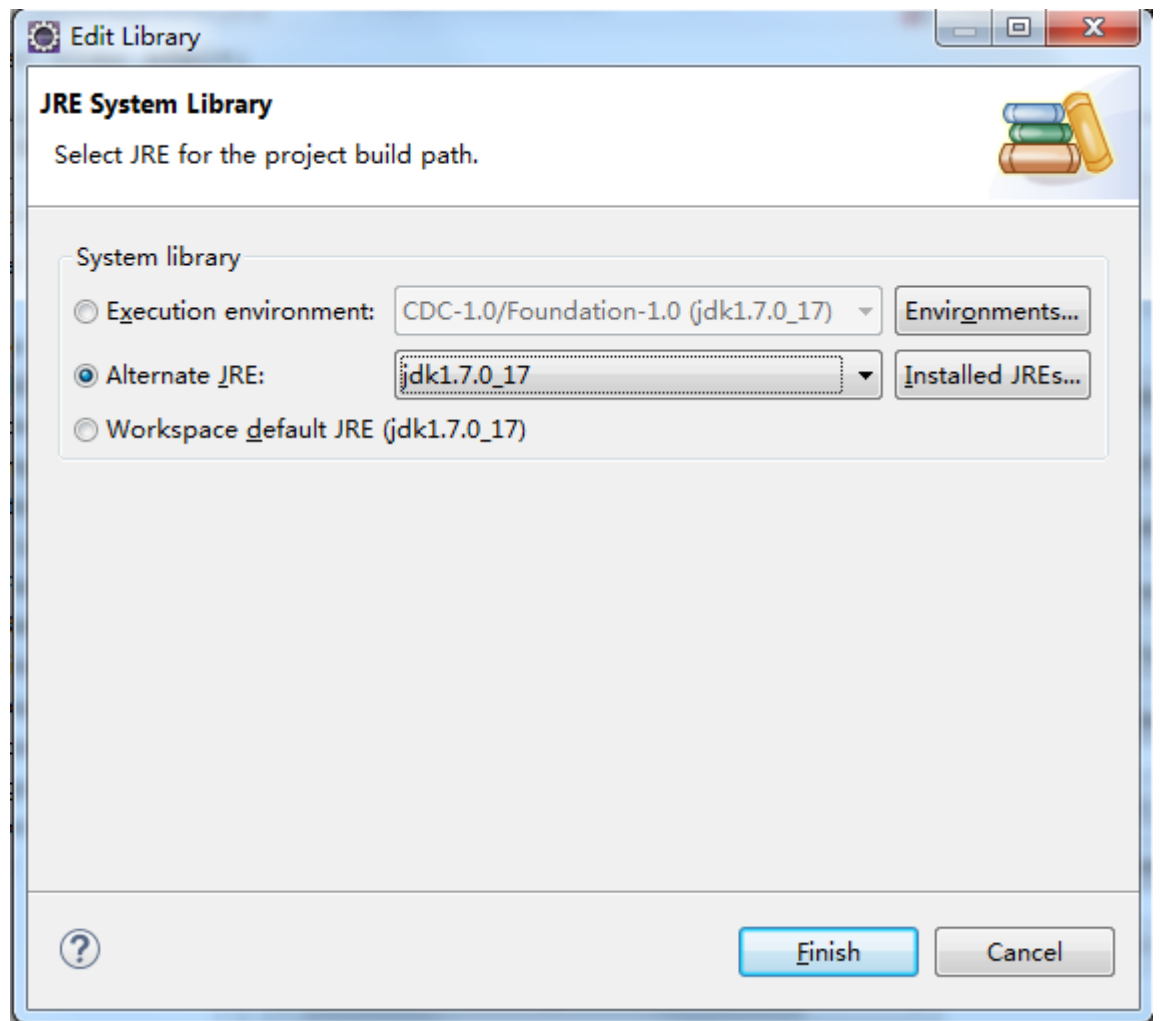 Edit Library
JRE System Library
Select JRE for the project build path.
System library
Execution environment: CDC-1.0/Foundation-1.0 (jdk1.7.0_17) Environments...
Alternate JRE: jdk1.7.0_17 Installed JREs...
Workspace default JRE (jdk1.7.0_17)
? Finish Cancel